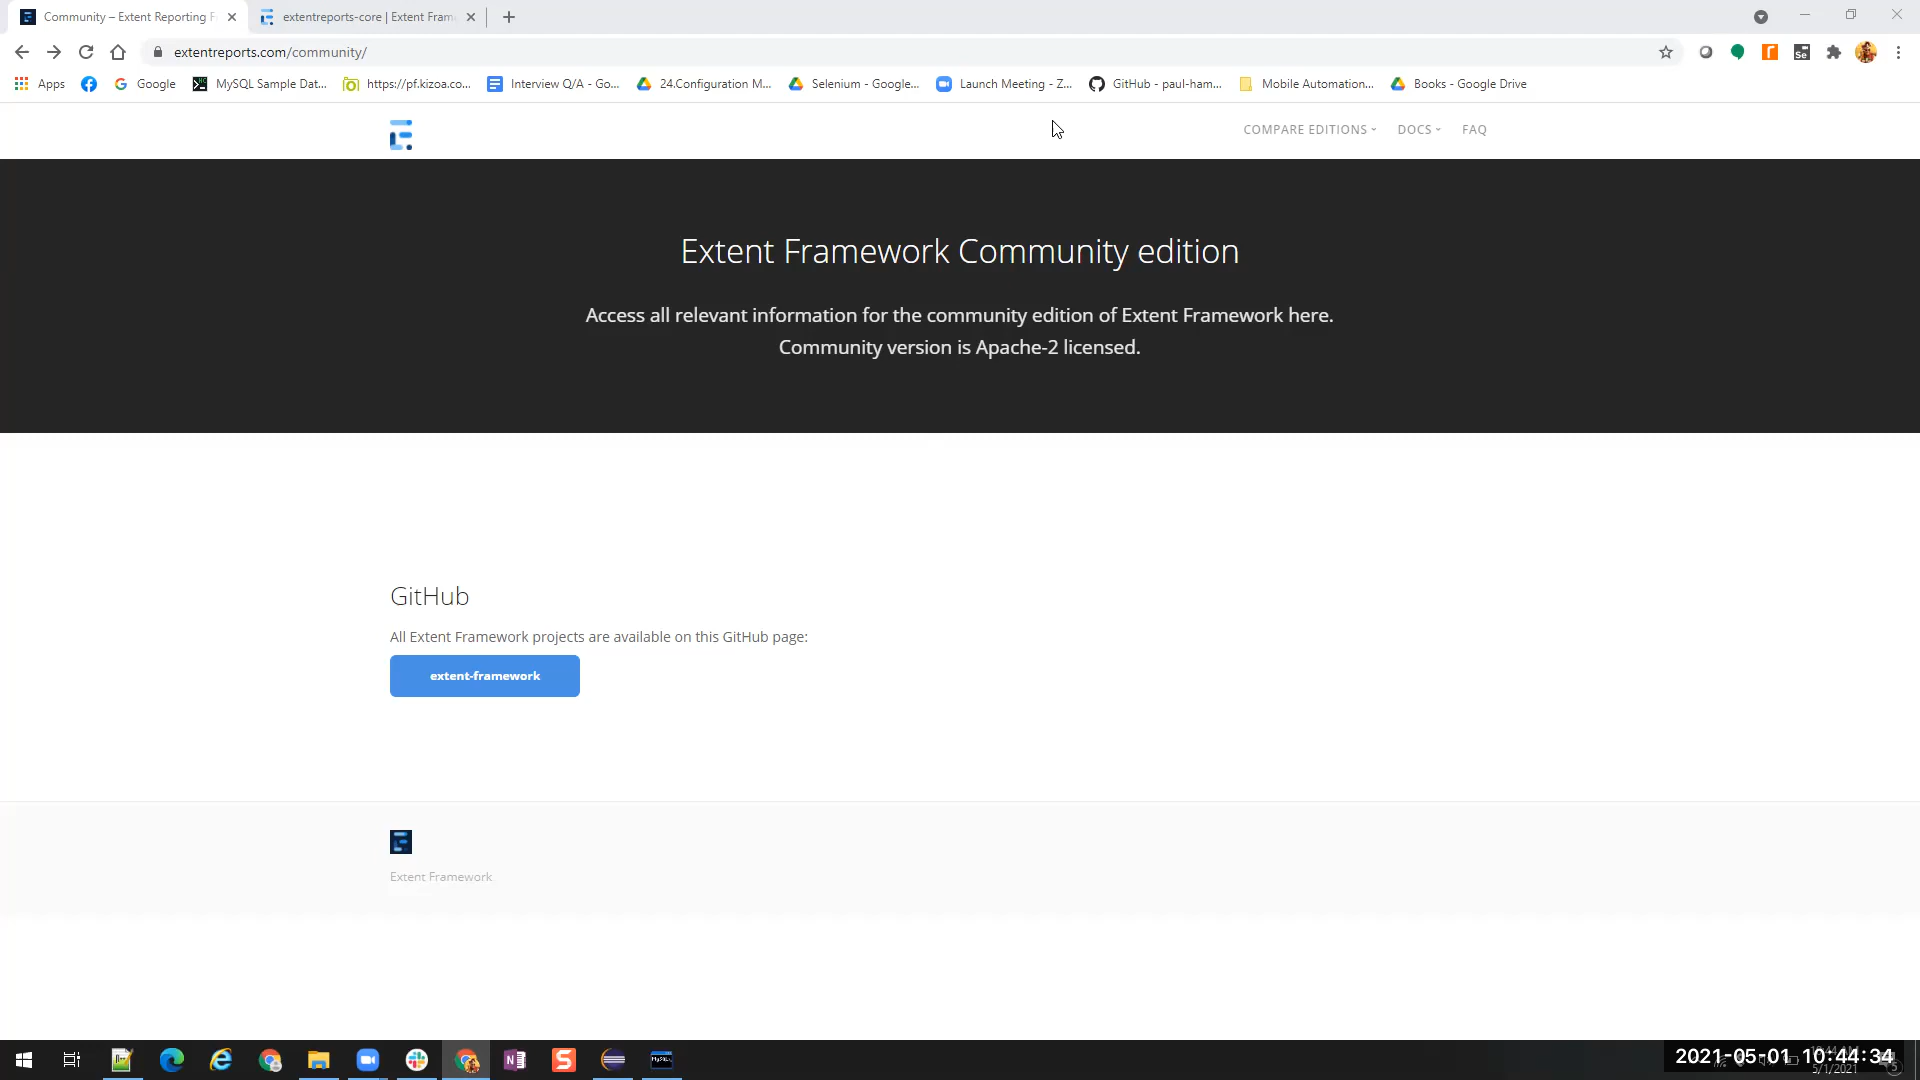 Community – Extent Reporting F
extentreports-core | Extent Fram
extentreports.com/community/
Apps
Google
MySQL Sample Dat...
https://pf.kizoa.co...
Interview Q/A - Go...
24.Configuration M...
Selenium - Google...
Launch Meeting - Z...
GitHub - paul-ham...
Mobile Automation...
Books - Google Drive
COMPARE EDITIONS
DOCS
FAQ
Extent Framework Community edition
Access all relevant information for the community edition of Extent Framework here.
Community version is Apache-2 licensed.
GitHub
All Extent Framework projects are available on this GitHub page:
extent-framework
Extent Framework
2021-05-01 10:44:34
5/1/2021